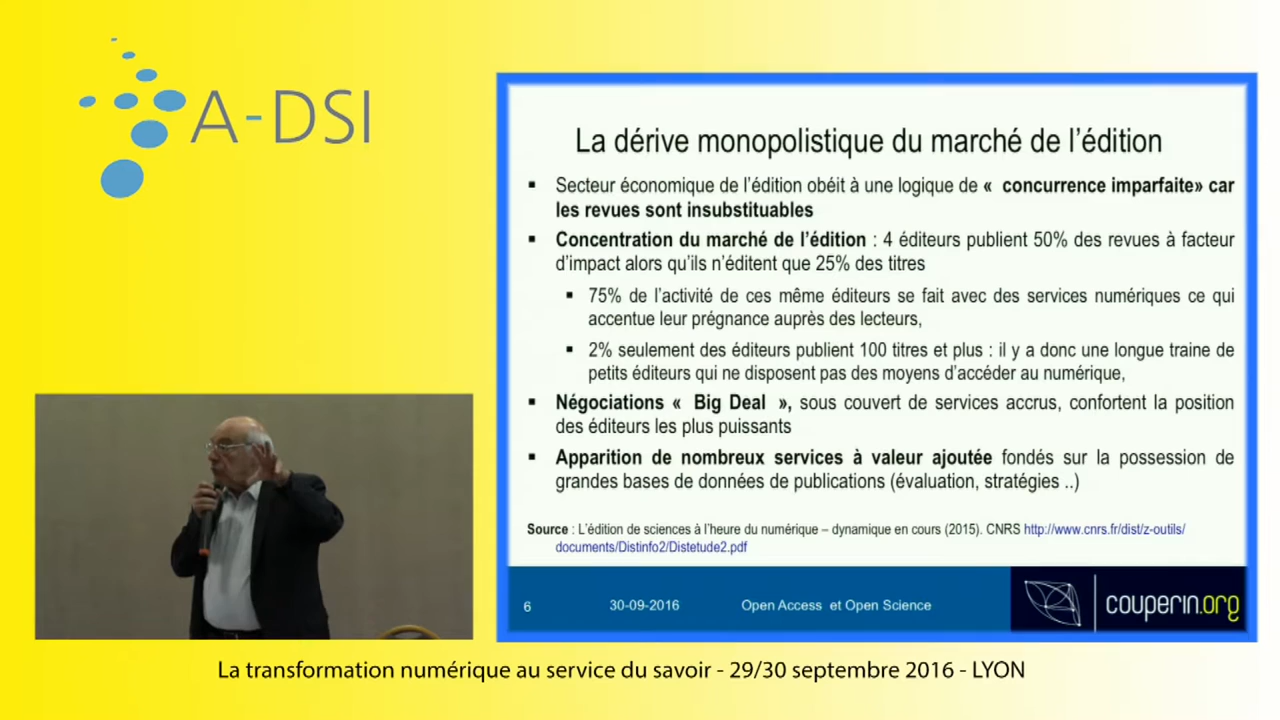 A-DSI
La dérive monopolistique du marché de l'édition
▪ Secteur économique de l'édition obéit à une logique de « concurrence imparfaite» car
les revues sont insubstituables
▪ Concentration du marché de l'édition : 4 éditeurs publient 50% des revues à facteur
d'impact alors qu'ils n'éditent que 25% des titres
▪ 75% de l'activité de ces même éditeurs se fait avec des services numériques ce qui
accentue leur prégnance auprès des lecteurs,
▪ 2% seulement des éditeurs publient 100 titres et plus : il y a donc une longue traine de
petits éditeurs qui ne disposent pas des moyens d'accéder au numérique,
▪ Négociations « Big Deal », sous couvert de services accrus, confortent la position
des éditeurs les plus puissants
▪ Apparition de nombreux services à valeur ajoutée fondés sur la possession de
grandes bases de données de publications (évaluation, stratégies ..)
Source : L'édition de sciences à l'heure du numérique – dynamique en cours (2015). CNRS http://www.cnrs.fr/dist/z-outils/
documents/Distinfo2/Distetude2.pdf
6 30-09-2016 Open Access et Open Science couperin.org
La transformation numérique au service du savoir - 29/30 septembre 2016 - LYON